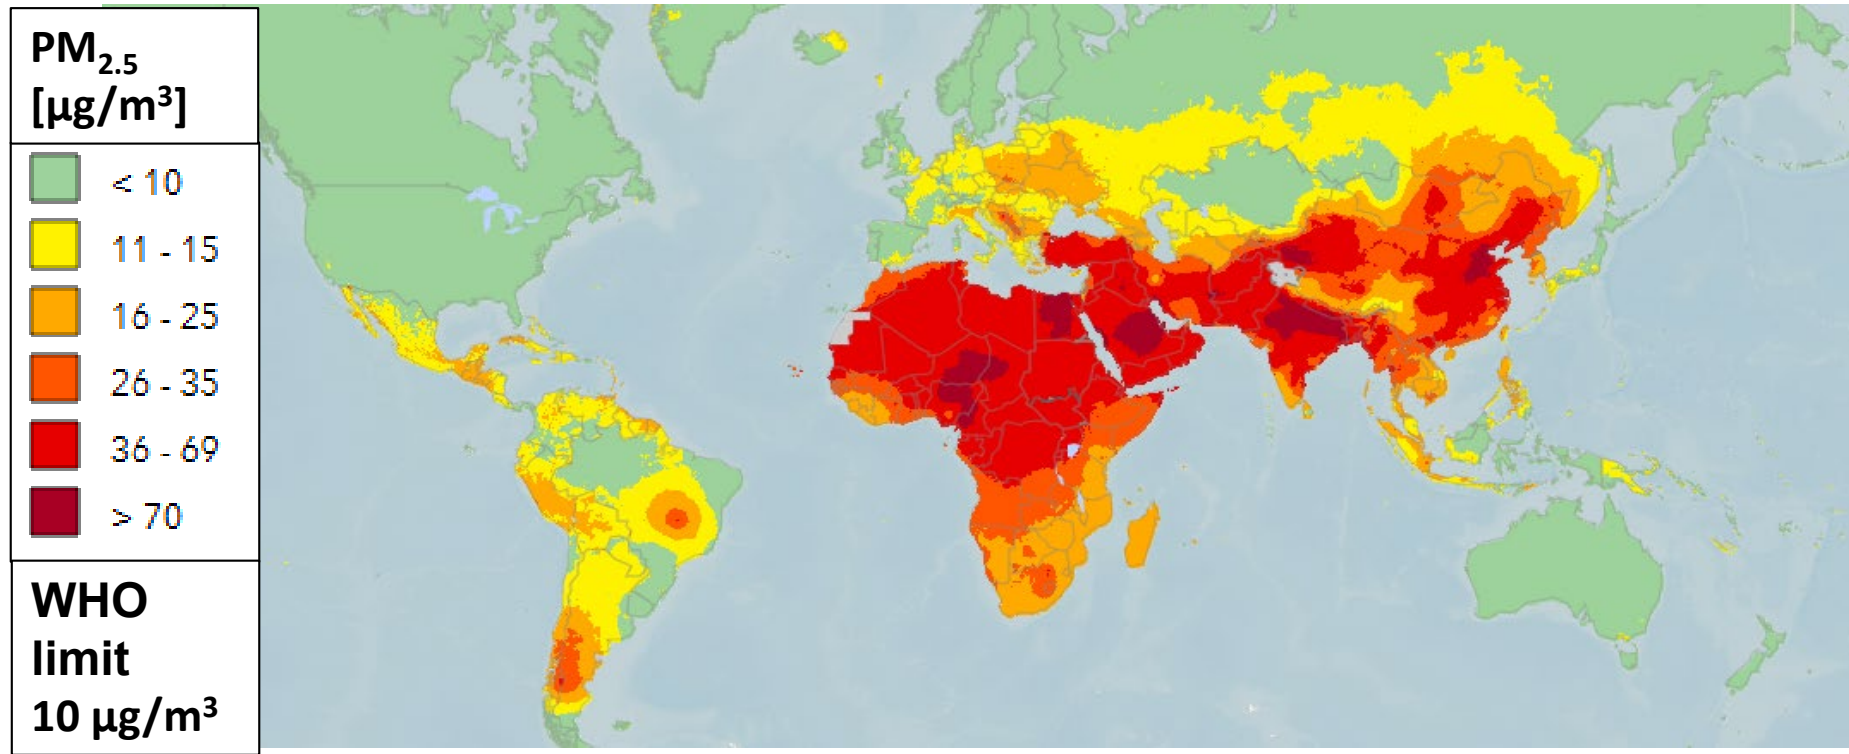 PM₂.₅
[µg/m³]
< 10
11 - 15
16 - 25
26 - 35
36 - 69
> 70
WHO
limit
10 µg/m³